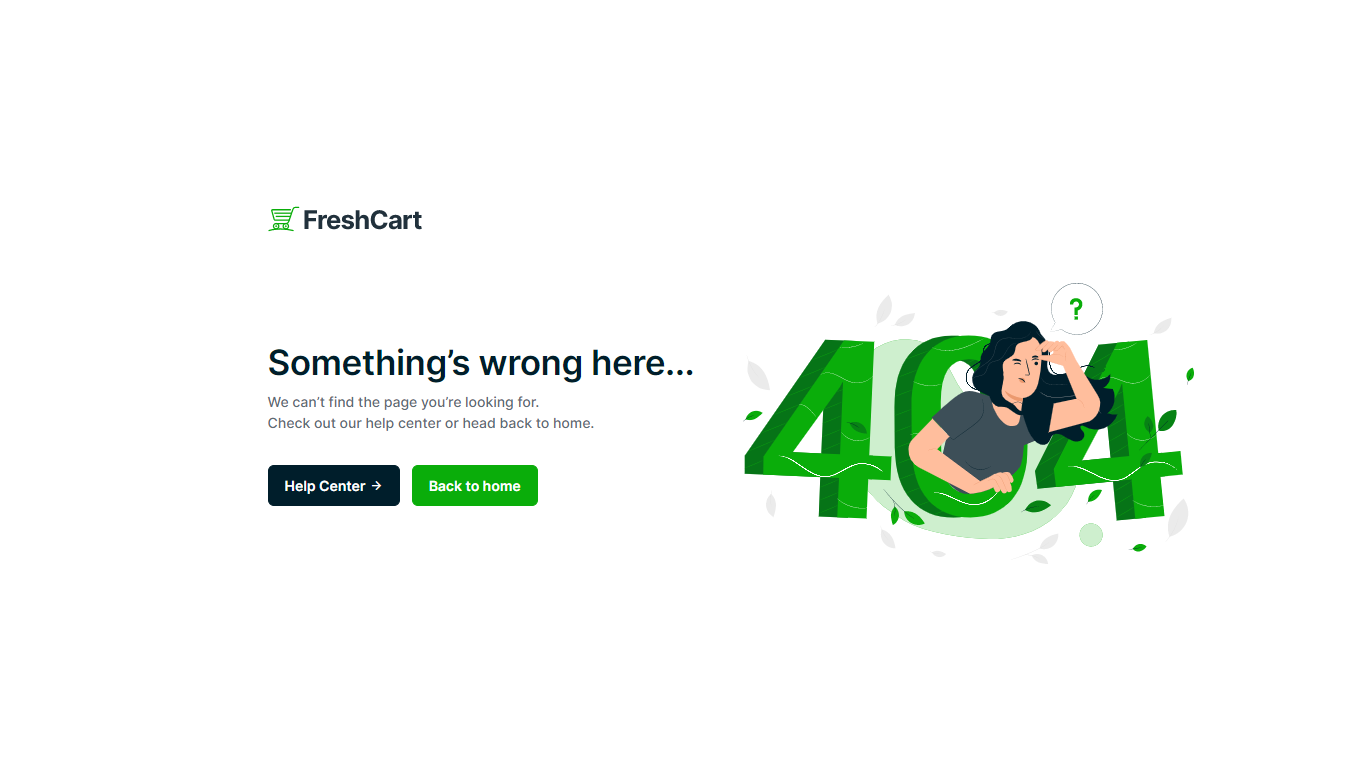 FreshCart
Something’s wrong here...
We can’t find the page you’re looking for.
Check out our help center or head back to home.
Help Center →
Back to home
?
404